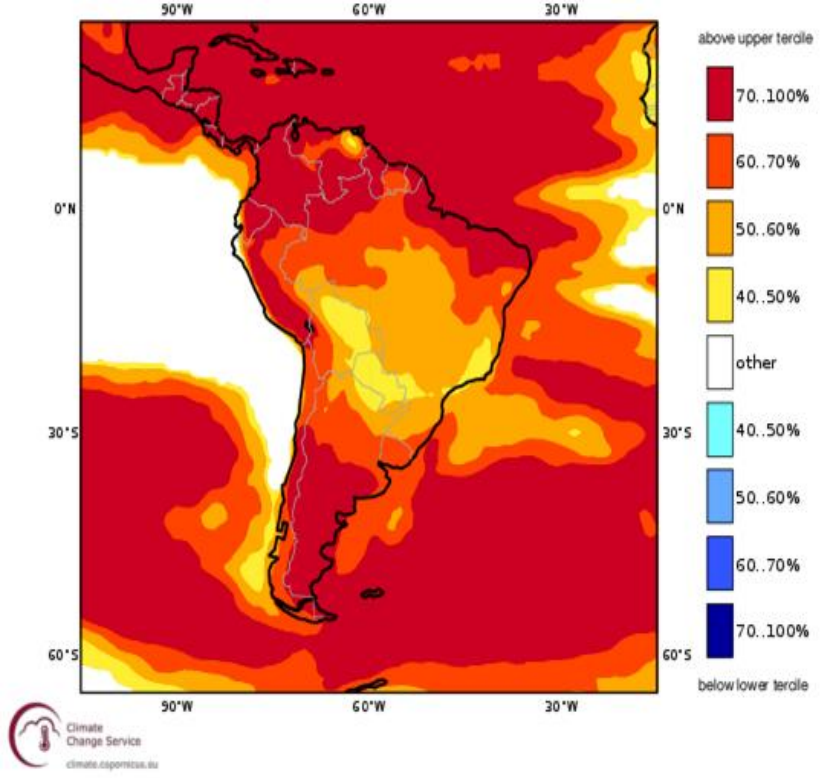 90°W 60°W 30°W
above upper tercile
70..100%
60..70%
0°N 0°N
50..60%
40..50%
other
30°S 30°S
40..50%
50..60%
60..70%
70..100%
60°S 60°S
below lower tercile
90°W 60°W 30°W
Climate
Change Service
climate.copernicus.eu